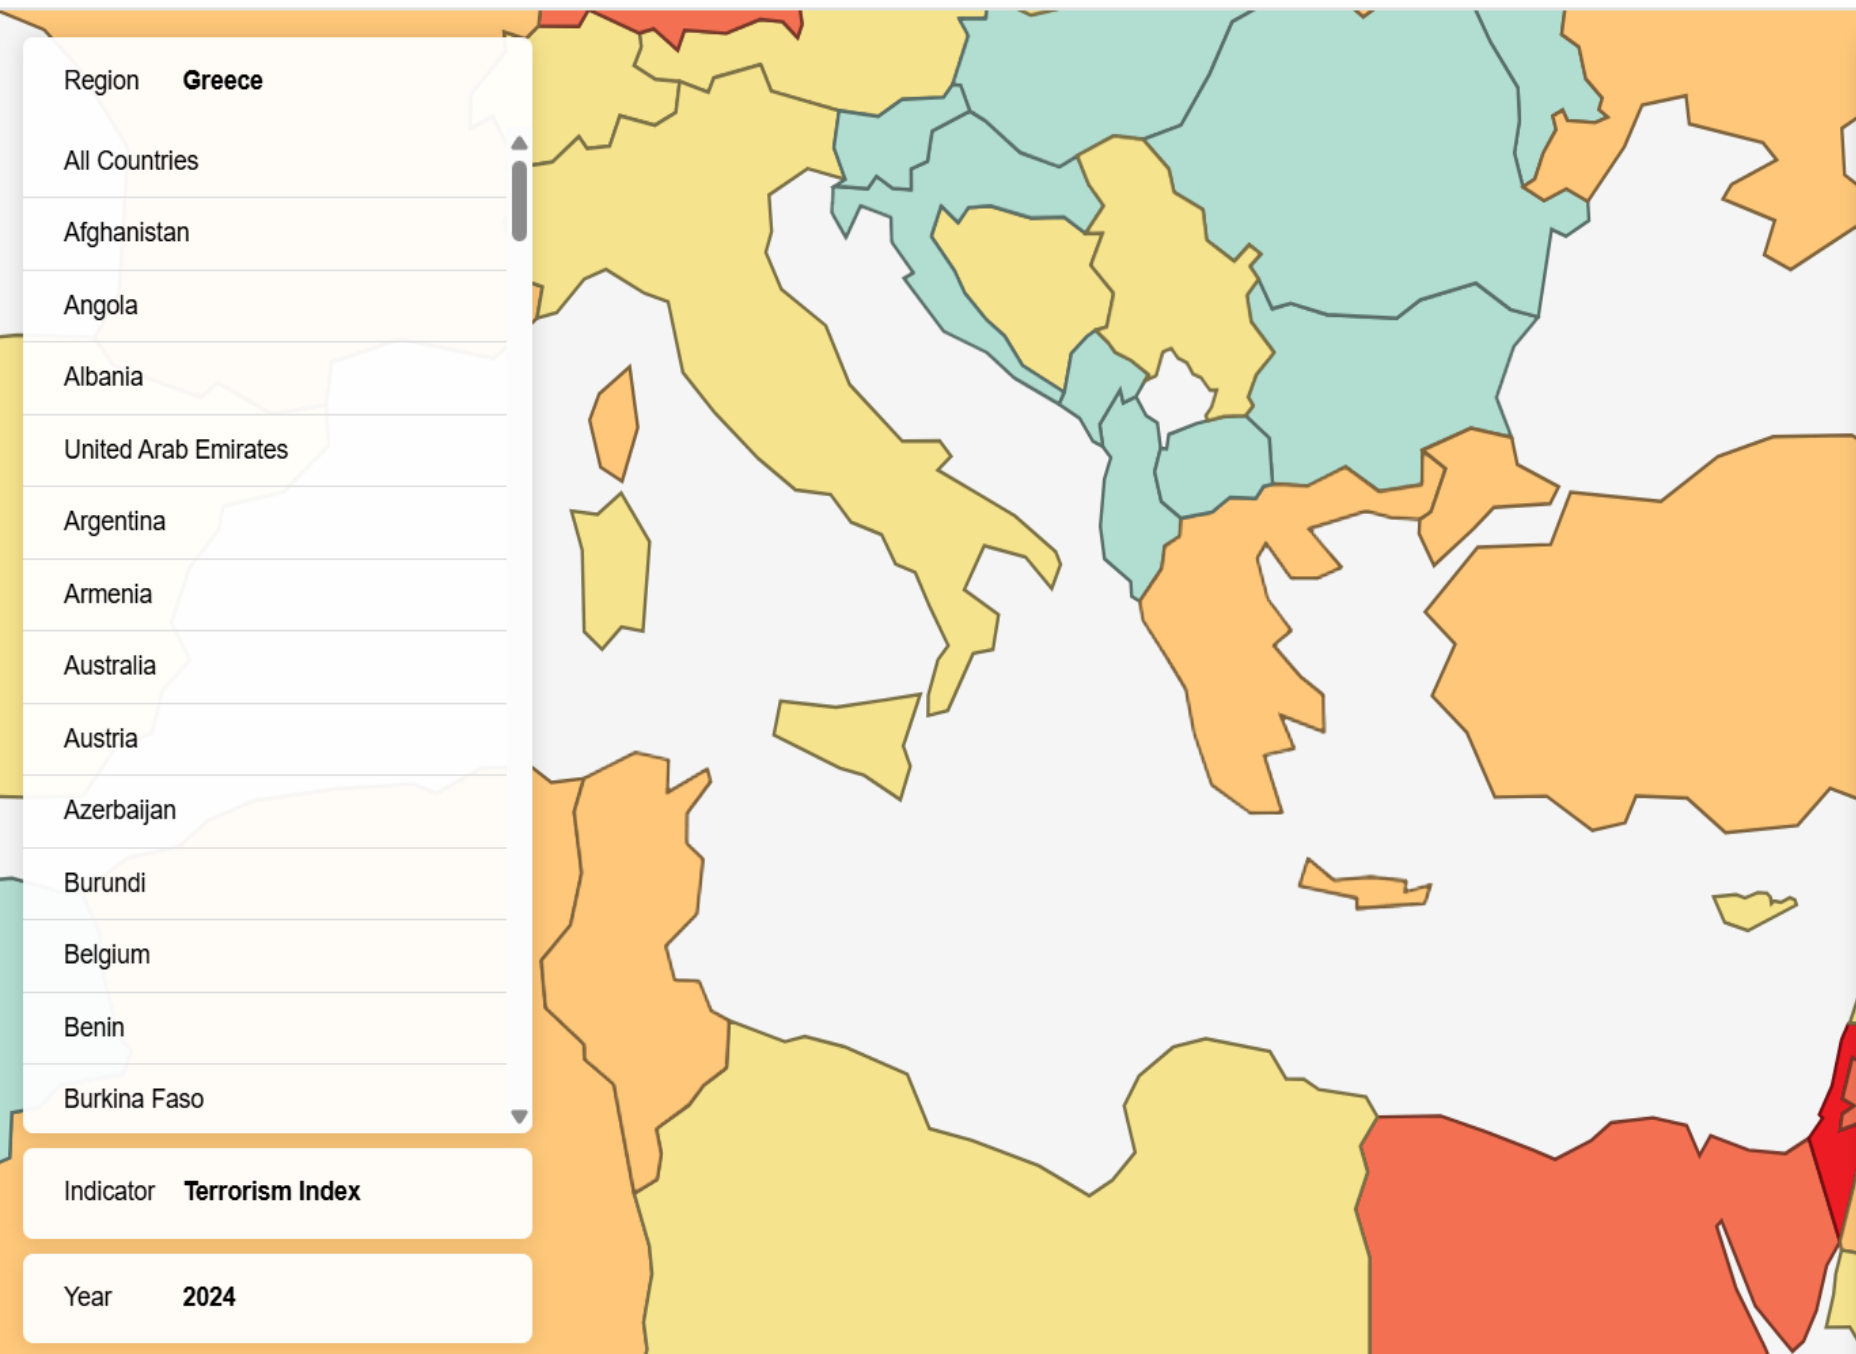 Region Greece
All Countries
Afghanistan
Angola
Albania
United Arab Emirates
Argentina
Armenia
Australia
Austria
Azerbaijan
Burundi
Belgium
Benin
Burkina Faso
Indicator Terrorism Index
Year 2024